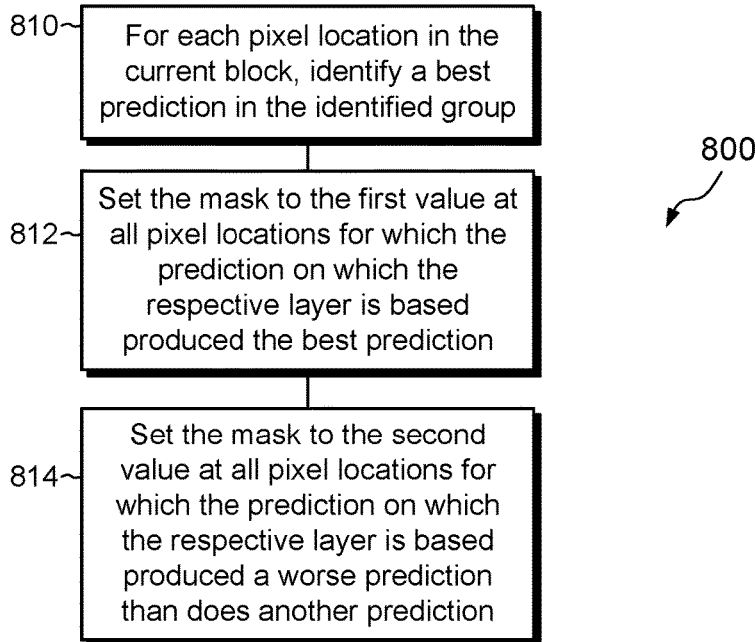 810
For each pixel location in the
current block, identify a best
prediction in the identified group
800
812
Set the mask to the first value at
all pixel locations for which the
prediction on which the
respective layer is based
produced the best prediction
814
Set the mask to the second
value at all pixel locations for
which the prediction on which
the respective layer is based
produced a worse prediction
than does another prediction